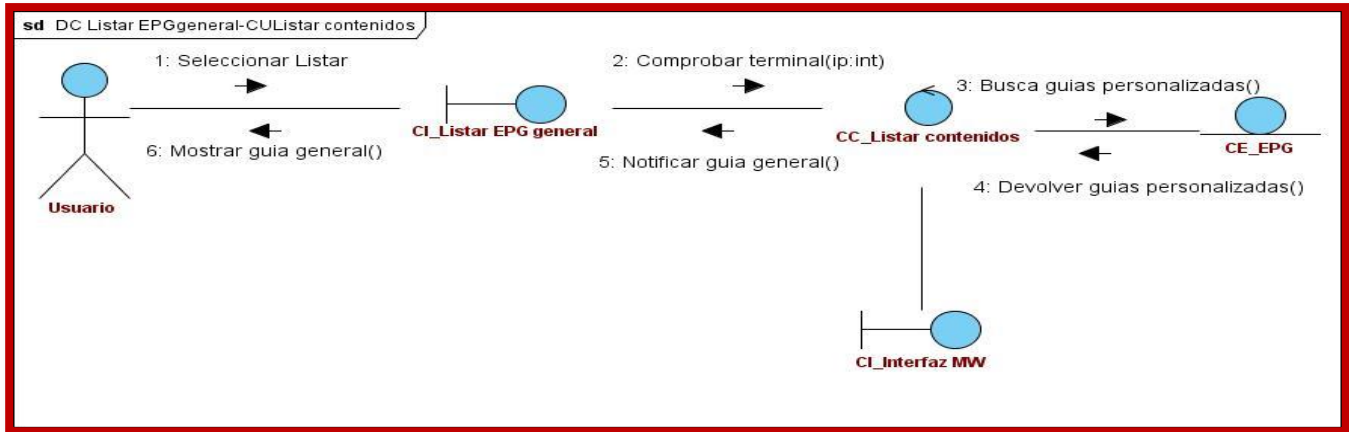 sd DC Listar EPGgeneral-CUListar contenidos
1: Seleccionar Listar
2: Comprobar terminal(ip:int)
3: Busca guias personalizadas()
CI_Listar EPG general
CC_Listar contenidos
CE_EPG
6: Mostrar guia general()
5: Notificar guia general()
4: Devolver guias personalizadas()
Usuario
CI_Interfaz MW